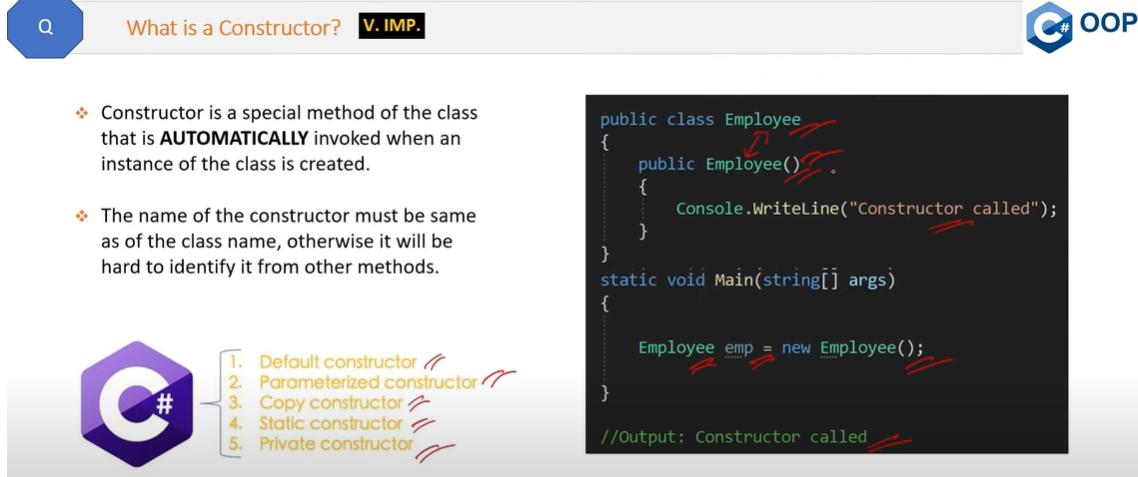 Q
What is a Constructor?
V. IMP.
C# OOP
Constructor is a special method of the class
that is AUTOMATICALLY invoked when an
instance of the class is created.
The name of the constructor must be same
as of the class name, otherwise it will be
hard to identify it from other methods.
C#
1. Default constructor
2. Parameterized constructor
3. Copy constructor
4. Static constructor
5. Private constructor
public class Employee
{
public Employee()
{
Console.WriteLine("Constructor called");
}
}
static void Main(string[] args)
{
Employee emp = new Employee();
}
//Output: Constructor called